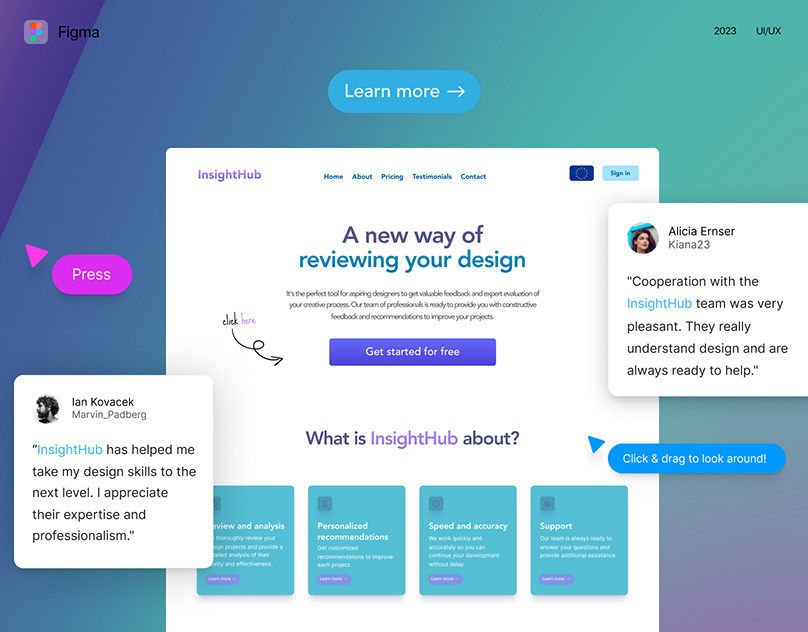 Figma
2023
UI/UX
Learn more →
InsightHub
Home
About
Pricing
Testimonials
Contact
Sign in
A new way of
reviewing your design
It's the perfect tool for aspiring designers to get valuable feedback and expert evaluation
of your creative process. Our team of professionals is ready to provide you with constructive
feedback and recommendations to improve your projects.
click here
Get started for free
Press
Alicia Ernser
Kiana23
"Cooperation with the
InsightHub team was very
pleasant. They really
understand design and are
always ready to help."
Ian Kovacek
Marvin_Padberg
"InsightHub has helped me
take my design skills to the
next level. I appreciate
their expertise and
professionalism."
What is InsightHub about?
Click & drag to look around!
and analysis
thoroughly review your
projects and provide a
analysis of their
and effectiveness.
Learn more →
Personalized
recommendations
Get customized
recommendations to improve
each project.
Learn more →
Speed and accuracy
We work quickly and
accurately so you can
continue your development
without delay.
Learn more →
Support
Our team is always ready to
answer your questions and
provide additional assistance.
Learn more →